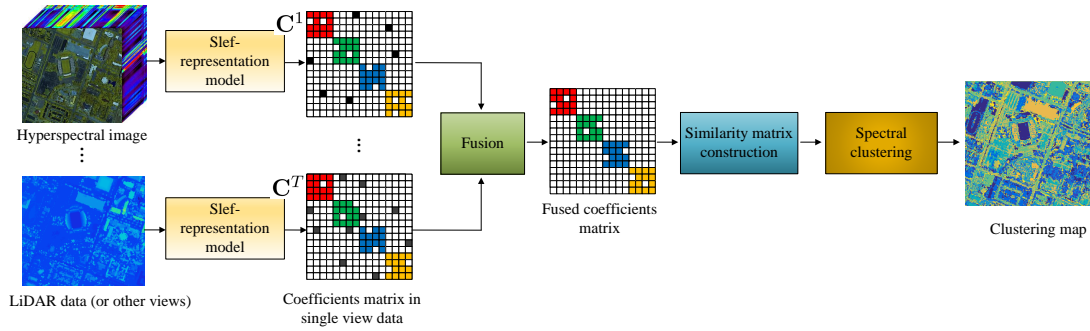 Hyperspectral image
⋮
LiDAR data (or other views)
Slef-
representation
model
C¹
Slef-
representation
model
C^T
Coefficients matrix in
single view data
Fusion
Fused coefficients
matrix
Similarity matrix
construction
Spectral
clustering
Clustering map
⋮